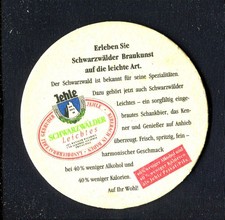 Erleben Sie
Schwarzwälder Braukunst
auf die leichte Art.
Der Schwarzwald ist bekannt für seine Spezialitäten.
Dazu gehört jetzt auch Schwarzwälder
Leichtes – ein sorgfältig einge-
brautes Schankbier, das Ken-
ner und Genießer auf Anhieb
überzeugt. Frisch, spritzig, fein-
harmonischer Geschmack
bei 40% weniger Alkohol und
40% weniger Kalorien.
Auf Ihr Wohl!
Jehle
SCHWARZWÄLDER
Leichtes